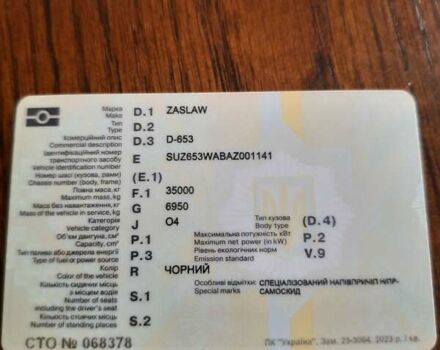 Марка
Make D.1 ZASLAW
Тип
Type D.2
Комерційний опис
Commercial description D.3 D-653
Ідентифікаційний номер
транспортного засобу E SUZ653WABAZ001141
Vehicle identification number
Номер шасі (кузова, рами) (E.1)
Chassis number (body, frame)
Повна маса, кг F.1 35000
Maximum mass, kg
Маса без навантаження, кг G 6950
Mass of the vehicle in service, kg
Категорія J O4 Тип кузова (D.4)
Vehicle category Body type
Об'єм двигуна, см³ P.1 Максимальна потужність кВт P.2
Capacity, cm³ Maximum net power (in kW)
Тип палива або джерела енергії P.3 Рівень екологічних норм V.9
Type of fuel or power source Emission standard
Колір R ЧОРНИЙ
Color of the vehicle
Кількість сидячих місць Особливі відмітки: СПЕЦІАЛІЗОВАНИЙ НАПІВПРИЧІП Н/ПР-
з місцем водія S.1 Special marks САМОСКИД
Number of seats
including the driver's seat
Кількість стоячих місць S.2
Number of standing places
СТО № 068378 ПК "Україна", Зам. 23-3064, 2023 р. І кв.